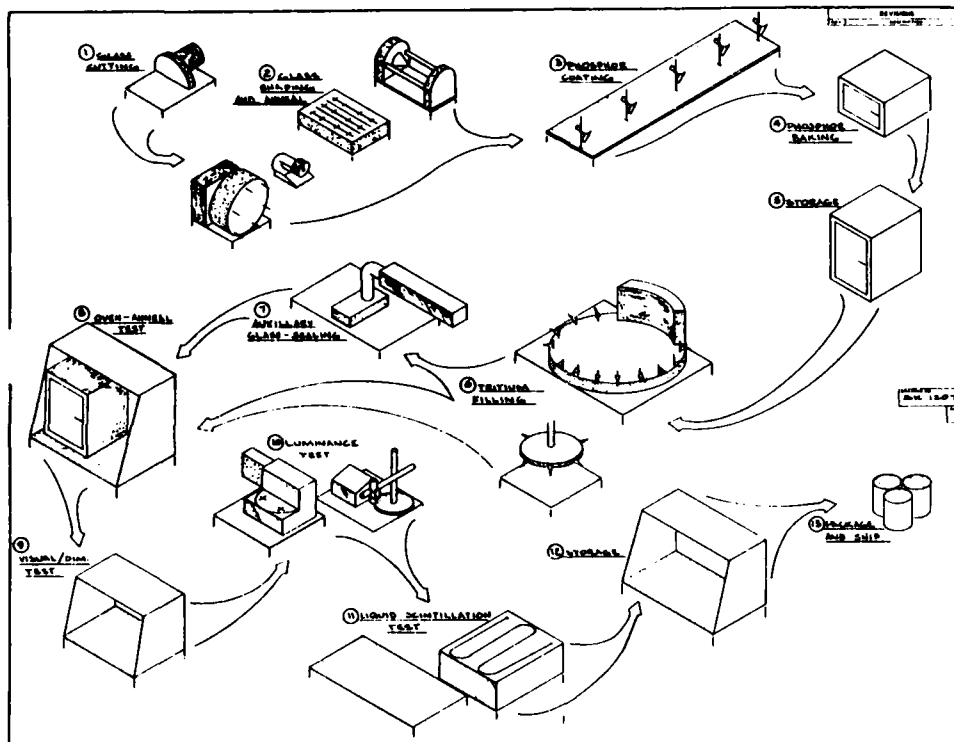 ① GLASS
CUTTING
② GLASS
SHAPING
AND ANNEAL
③ PHOSPHOR
COATING
④ PHOSPHOR
BAKING
⑤ STORAGE
⑥ TRITIUM
FILLING
⑦ AUXILLARY
GLASS-SEALING
⑧ OVEN-ANNEAL
TEST
⑨
VISUAL/DIM.
TEST
⑩ LUMINANCE
TEST
⑪ LIQUID SCINTILLATION
TEST
⑫ STORAGE
⑬ PACKAGE
AND SHIP
REVISIONS